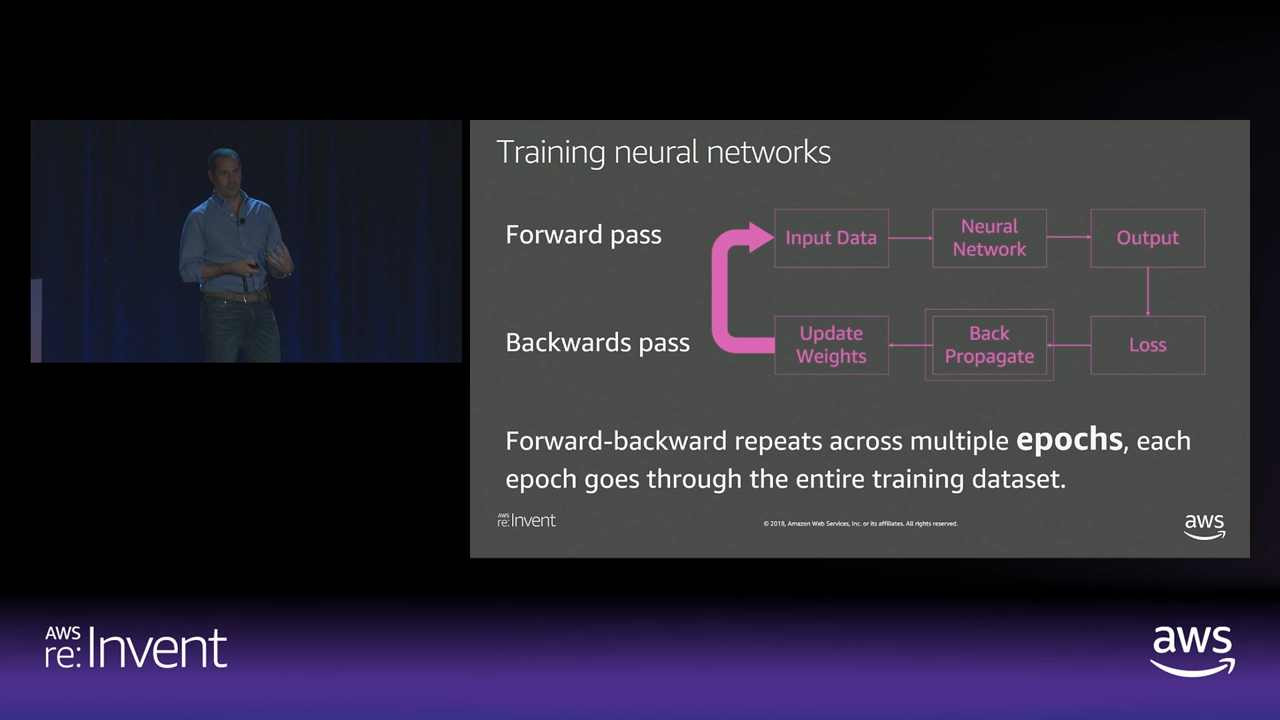 Training neural networks
Forward pass
Input Data
Neural
Network
Output
Backwards pass
Update
Weights
Back
Propagate
Loss
Forward-backward repeats across multiple epochs, each
epoch goes through the entire training dataset.
AWS
re:Invent
© 2018, Amazon Web Services, Inc. or its affiliates. All rights reserved.
aws
AWS
re:Invent
aws